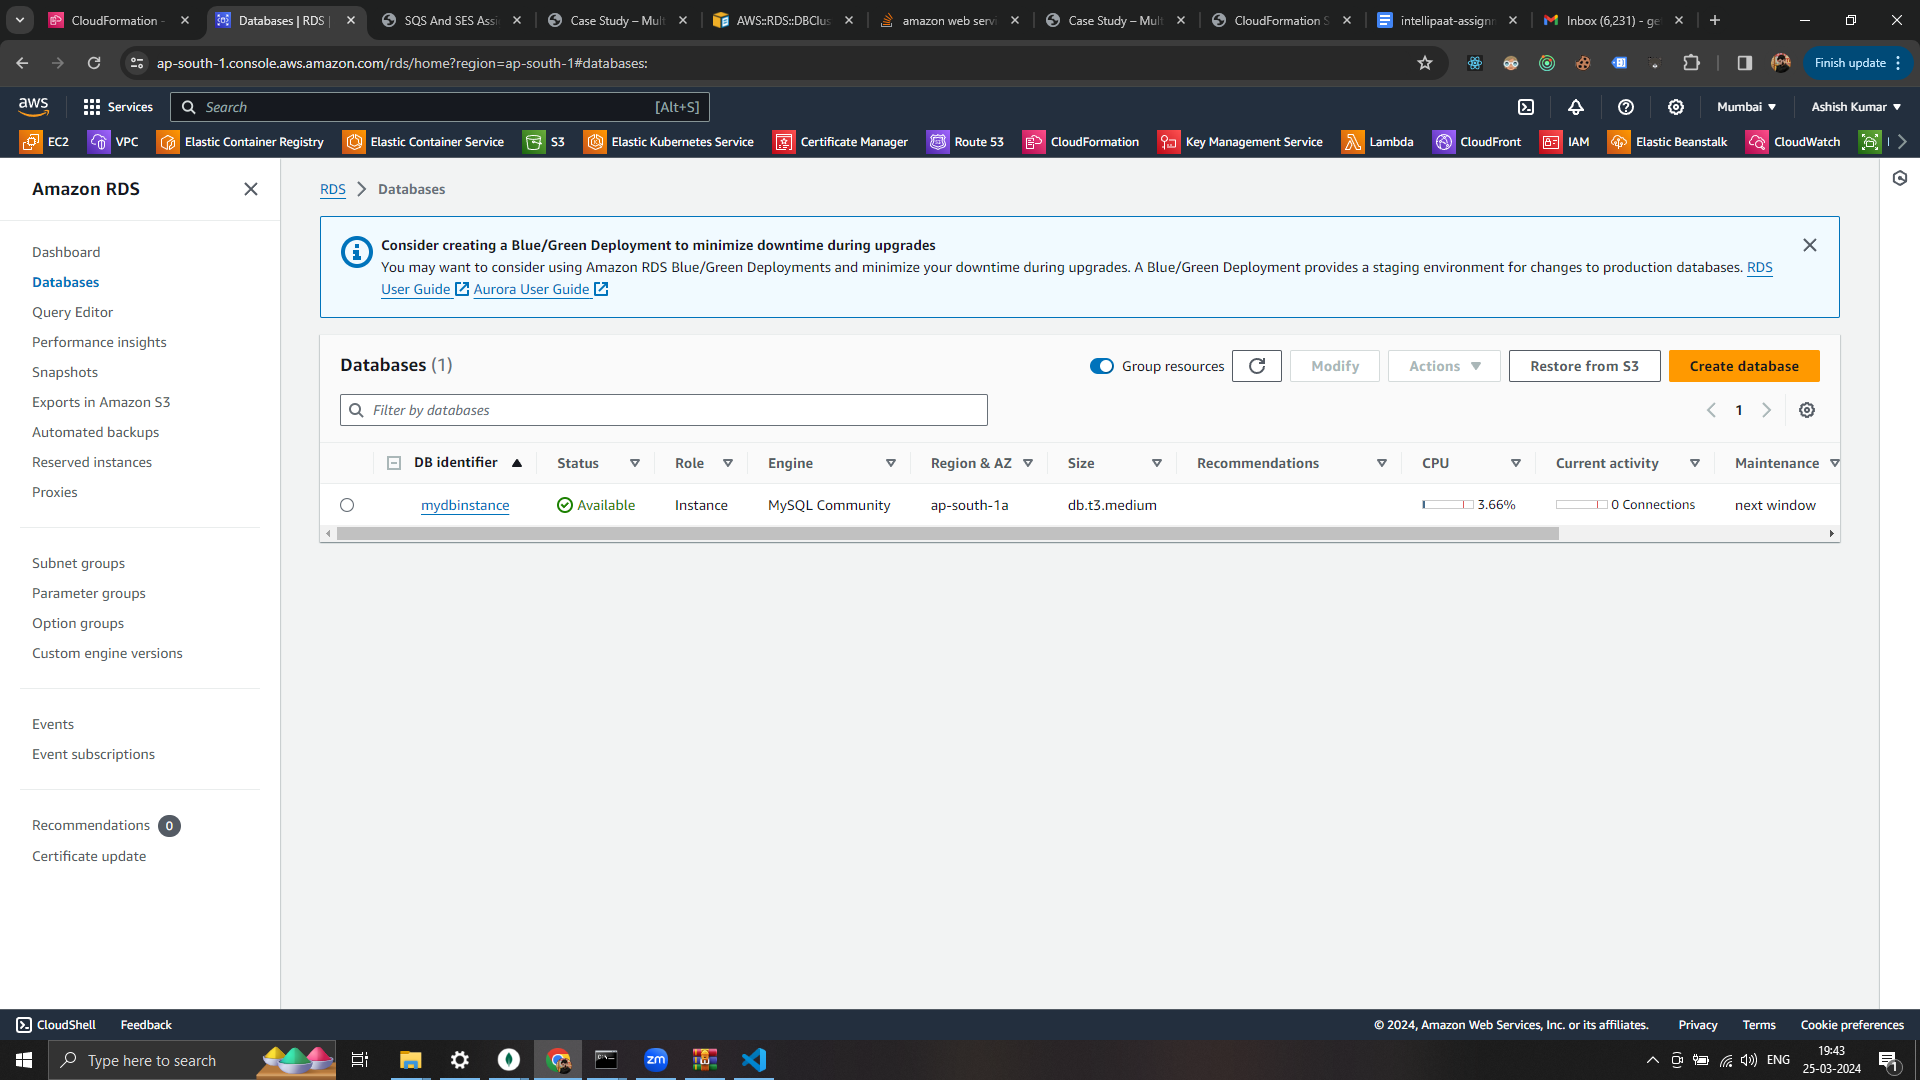 CloudFormation -
Databases | RDS |
SQS And SES Assi
Case Study – Mult
AWS::RDS::DBClus
amazon web servi
Case Study – Mult
CloudFormation S
intellipaat-assignm
Inbox (6,231) - ge
ap-south-1.console.aws.amazon.com/rds/home?region=ap-south-1#databases:
Finish update
aws
Services
Search
[Alt+S]
Mumbai
Ashish Kumar
EC2
VPC
Elastic Container Registry
Elastic Container Service
S3
Elastic Kubernetes Service
Certificate Manager
Route 53
CloudFormation
Key Management Service
Lambda
CloudFront
IAM
Elastic Beanstalk
CloudWatch
Amazon RDS
Dashboard
Databases
Query Editor
Performance insights
Snapshots
Exports in Amazon S3
Automated backups
Reserved instances
Proxies
Subnet groups
Parameter groups
Option groups
Custom engine versions
Events
Event subscriptions
Recommendations 0
Certificate update
RDS > Databases
Consider creating a Blue/Green Deployment to minimize downtime during upgrades
You may want to consider using Amazon RDS Blue/Green Deployments and minimize your downtime during upgrades. A Blue/Green Deployment provides a staging environment for changes to production databases. RDS
User Guide Aurora User Guide
Databases (1)
Group resources
Modify
Actions
Restore from S3
Create database
Filter by databases
1
DB identifier Status Role Engine Region & AZ Size Recommendations CPU Current activity Maintenance
mydbinstance Available Instance MySQL Community ap-south-1a db.t3.medium 3.66% 0 Connections next window
CloudShell Feedback © 2024, Amazon Web Services, Inc. or its affiliates. Privacy Terms Cookie preferences
Type here to search
zm
ENG
19:43
25-03-2024
1